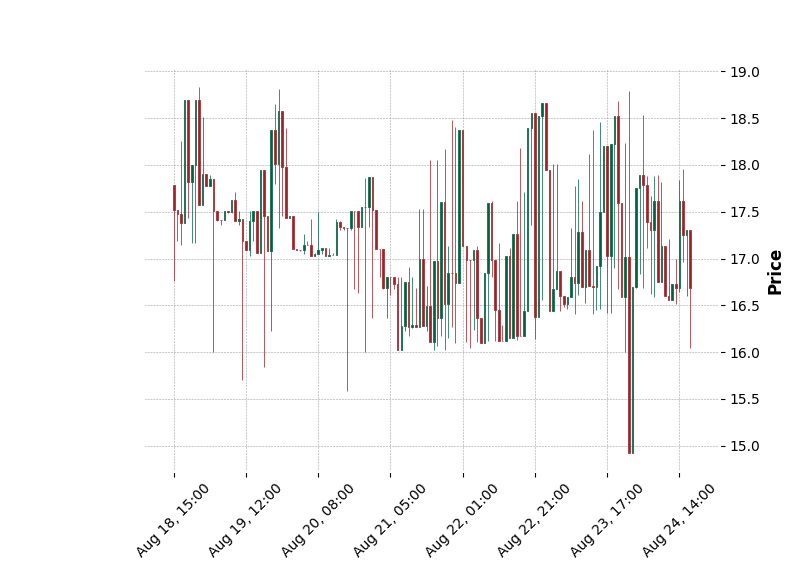 19.0
18.5
18.0
17.5
17.0
16.5
16.0
15.5
15.0
Price
Aug 18, 15:00
Aug 19, 12:00
Aug 20, 08:00
Aug 21, 05:00
Aug 22, 01:00
Aug 22, 21:00
Aug 23, 17:00
Aug 24, 14:00